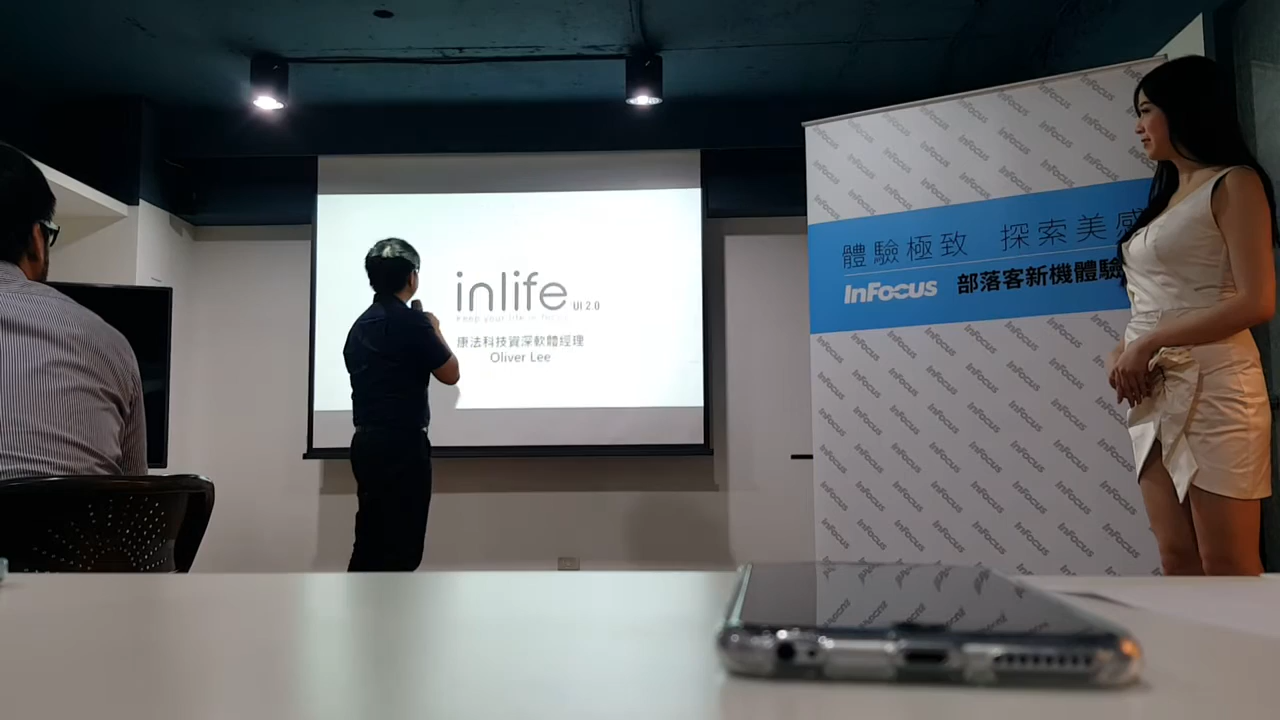 inlife UI 2.0
keep your life in focus
康法科技資深軟體經理
Oliver Lee
體驗極致 探索美感
InFocus 部落客新機體驗
InFocus